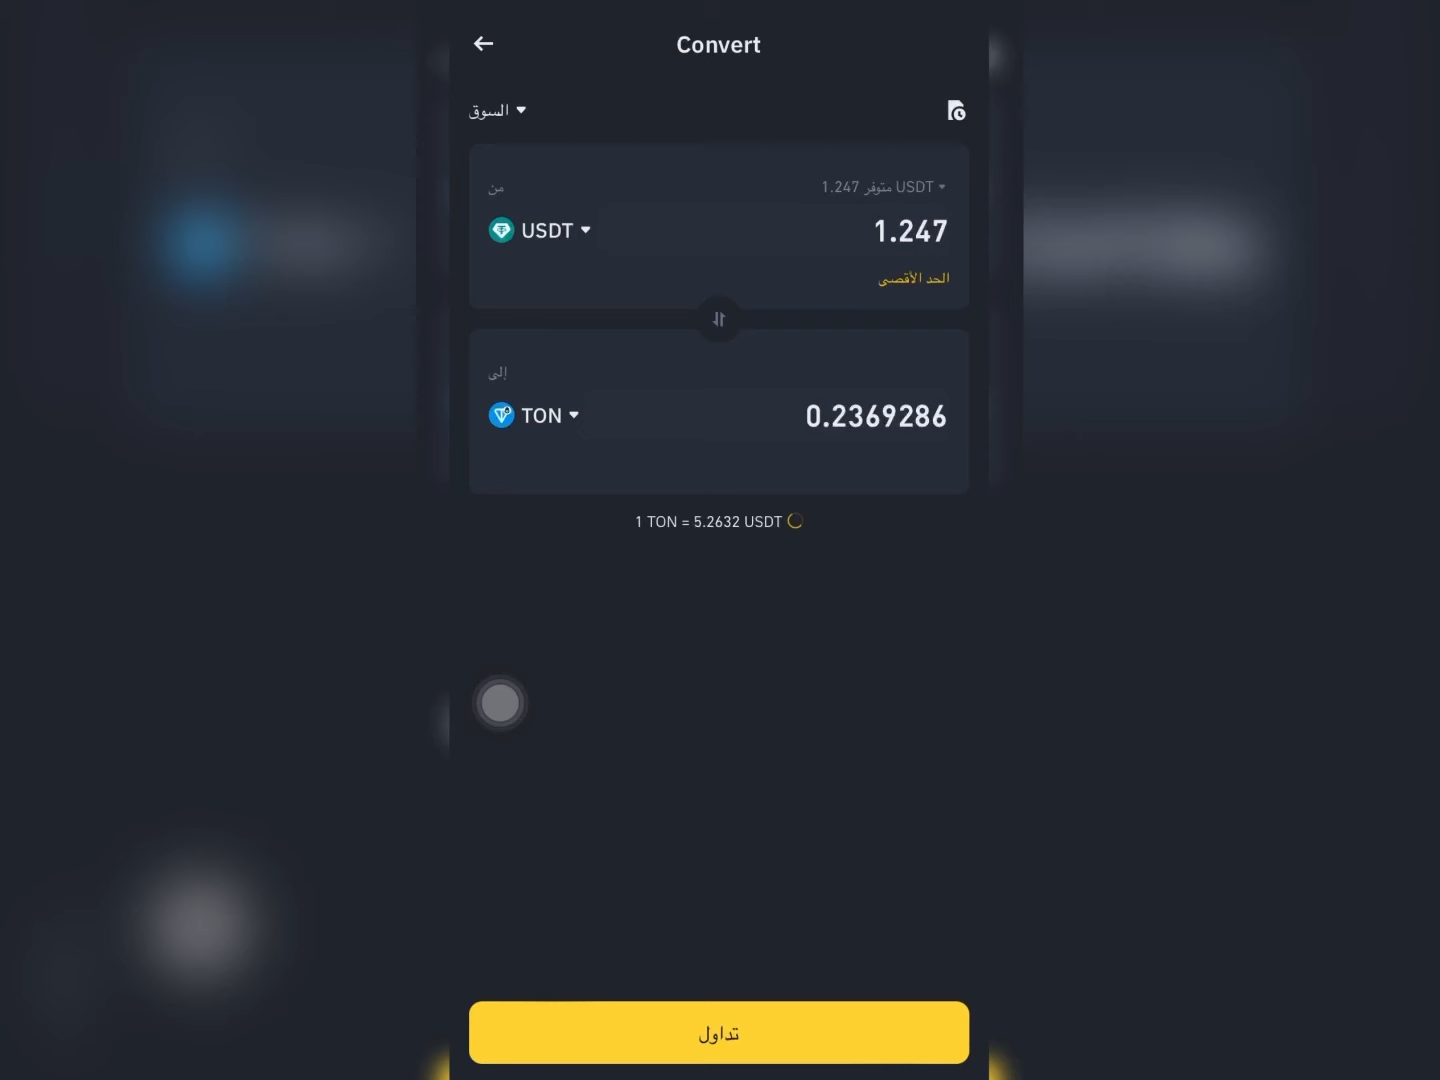 Convert
السوق
من
1.247 متوفر USDT
USDT
1.247
الحد الأقصى
إلى
TON
0.2369286
1 TON = 5.2632 USDT
تداول